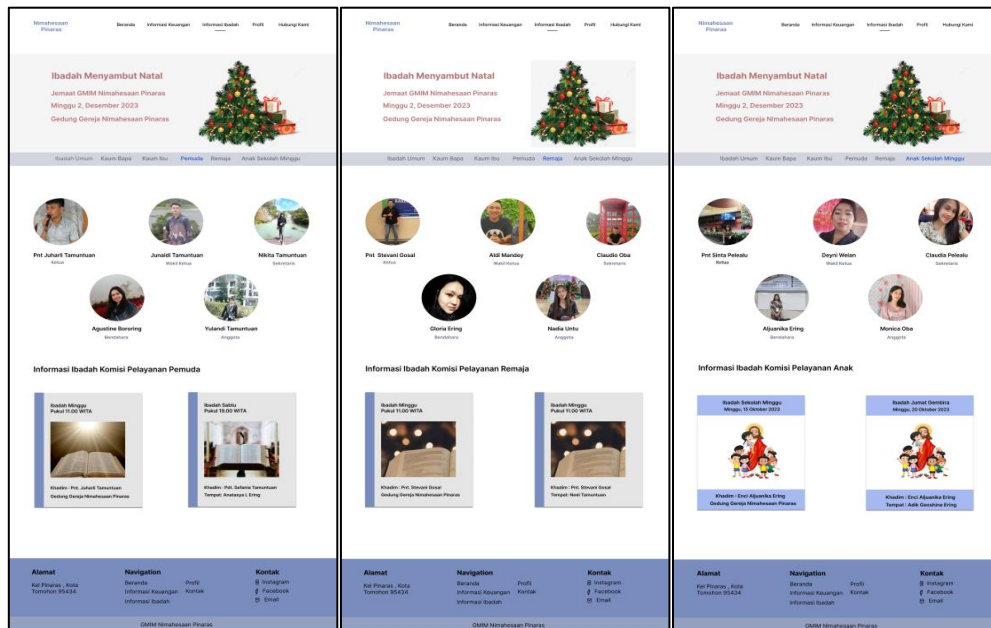 Nimahesaan
Pinaras
Beranda Informasi Keuangan Informasi Ibadah Profil Hubungi Kami
Ibadah Menyambut Natal
Jemaat GMIM Nimahesaan Pinaras
Minggu 2, Desember 2023
Gedung Gereja Nimahesaan Pinaras
Ibadah Umum Kaum Bapa Kaum Ibu Pemuda Remaja Anak Sekolah Minggu
Pnt Juharli Tamuntuan
Ketua
Junaidi Tamuntuan
Wakil Ketua
Nikita Tamuntuan
Sekretaris
Agustine Bororing
Bendahara
Yulandi Tamuntuan
Anggota
Informasi Ibadah Komisi Pelayanan Pemuda
Ibadah Minggu
Pukul 11.00 WITA
Khadim : Pnt. Juharli Tamuntuan
Gedung Gereja Nimahesaan Pinaras
Ibadah Sabtu
Pukul 19:00 WITA
Khadim : Pdt. Sefanie Tamuntuan
Tempat: Anatasya L Ering
Alamat
Kel Pinaras , Kota
Tomohon 95434
Navigation
Beranda Profil
Informasi Keuangan Kontak
Informasi Ibadah
Kontak
Instagram
Facebook
Email
GMIM Nimahesaan Pinaras
Nimahesaan
Pinaras
Beranda Informasi Keuangan Informasi Ibadah Profil Hubungi Kami
Ibadah Menyambut Natal
Jemaat GMIM Nimahesaan Pinaras
Minggu 2, Desember 2023
Gedung Gereja Nimahesaan Pinaras
Ibadah Umum Kaum Bapa Kaum Ibu Pemuda Remaja Anak Sekolah Minggu
Pnt Stevani Gosal
Ketua
Aldi Mandey
Wakil Ketua
Claudio Oba
Sekretaris
Gloria Ering
Bendahara
Nadia Untu
Anggota
Informasi Ibadah Komisi Pelayanan Remaja
Ibadah Minggu
Pukul 11.00 WITA
Khadim : Pnt. Stevani Gosal
Gedung Gereja Nimahesaan Pinaras
Ibadah Minggu
Pukul 11.00 WITA
Khadim : Pnt. Stevani Gosal
Tempat: Noel Tamuntuan
Alamat
Kel Pinaras , Kota
Tomohon 95434
Navigation
Beranda Profil
Informasi Keuangan Kontak
Informasi Ibadah
Kontak
Instagram
Facebook
Email
GMIM Nimahesaan Pinaras
Nimahesaan
Pinaras
Beranda Informasi Keuangan Informasi Ibadah Profil Hubungi Kami
Ibadah Menyambut Natal
Jemaat GMIM Nimahesaan Pinaras
Minggu 2, Desember 2023
Gedung Gereja Nimahesaan Pinaras
Ibadah Umum Kaum Bapa Kaum Ibu Pemuda Remaja Anak Sekolah Minggu
Pnt Sinta Pelealu
Ketua
Deyni Welan
Wakil Ketua
Claudia Pelealu
Sekretaris
Aljuanika Ering
Bendahara
Monica Oba
Anggota
Informasi Ibadah Komisi Pelayanan Anak
Ibadah Sekolah Minggu
Minggu, 15 Oktober 2023
Khadim : Enci Aljuanika Ering
Gedung Gereja Nimahesaan Pinaras
Ibadah Jumat Gembira
Minggu, 20 Oktober 2023
Khadim : Enci Aljuanika Ering
Tempat : Adik Geoshine Ering
Alamat
Kel Pinaras , Kota
Tomohon 95434
Navigation
Beranda Profil
Informasi Keuangan Kontak
Informasi Ibadah
Kontak
Instagram
Facebook
Email
GMIM Nimahesaan Pinaras